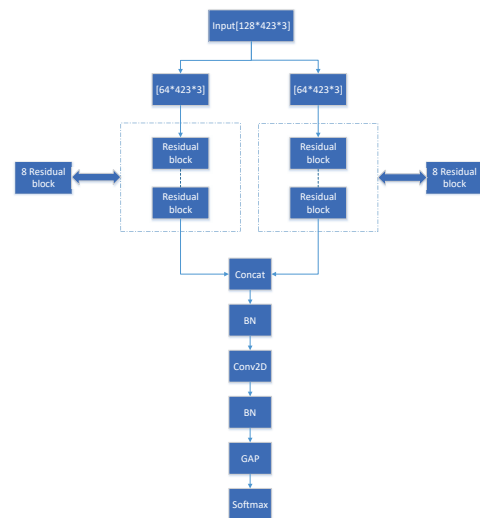 Input[128*423*3]
[64*423*3]
[64*423*3]
Residual
block
Residual
block
8 Residual
block
8 Residual
block
Residual
block
Residual
block
Concat
BN
Conv2D
BN
GAP
Softmax